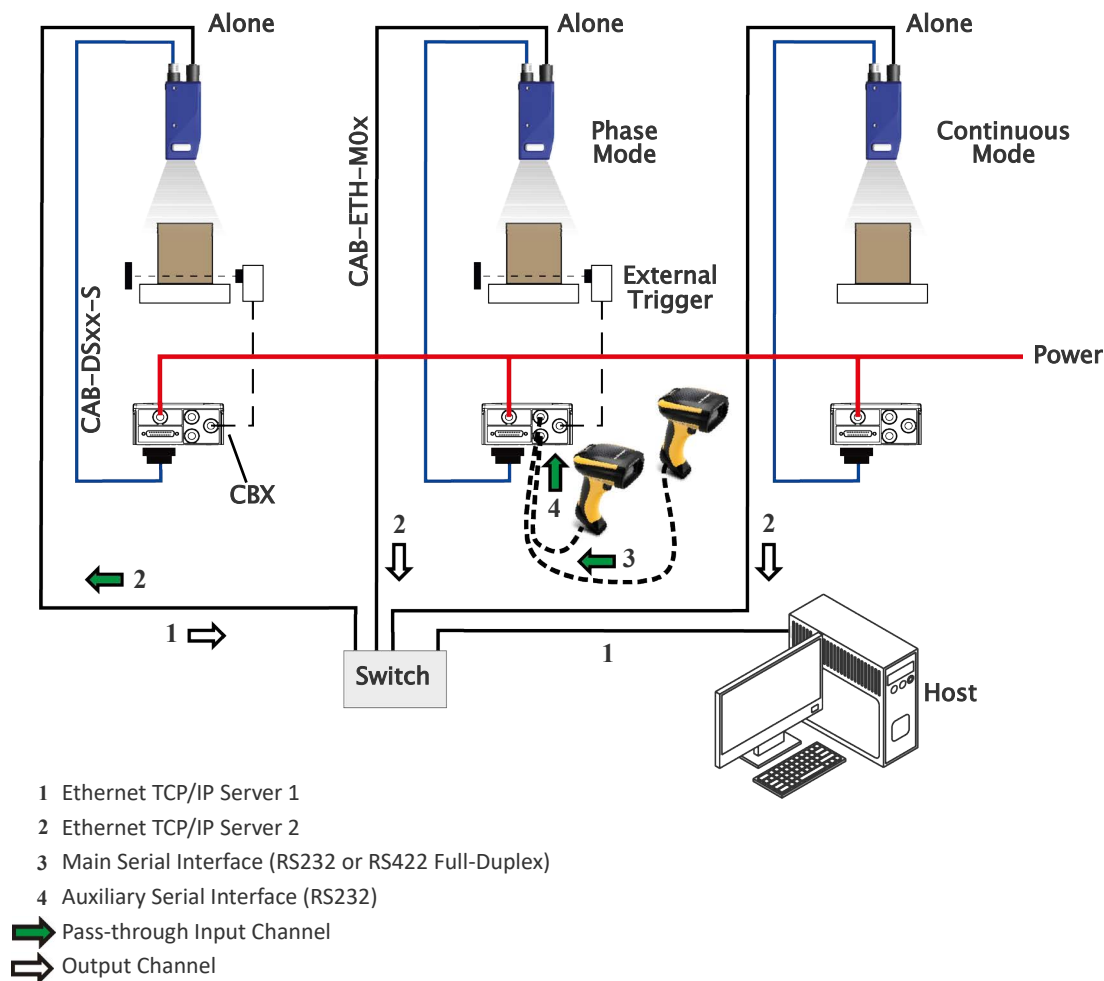 Alone
Alone
Alone
Phase
Mode
Continuous
Mode
CAB-ETH-M0x
CAB-DSxx-S
External
Trigger
Power
CBX
4
2
2
3
2
1
1
Switch
Host
1 Ethernet TCP/IP Server 1
2 Ethernet TCP/IP Server 2
3 Main Serial Interface (RS232 or RS422 Full-Duplex)
4 Auxiliary Serial Interface (RS232)
Pass-through Input Channel
Output Channel